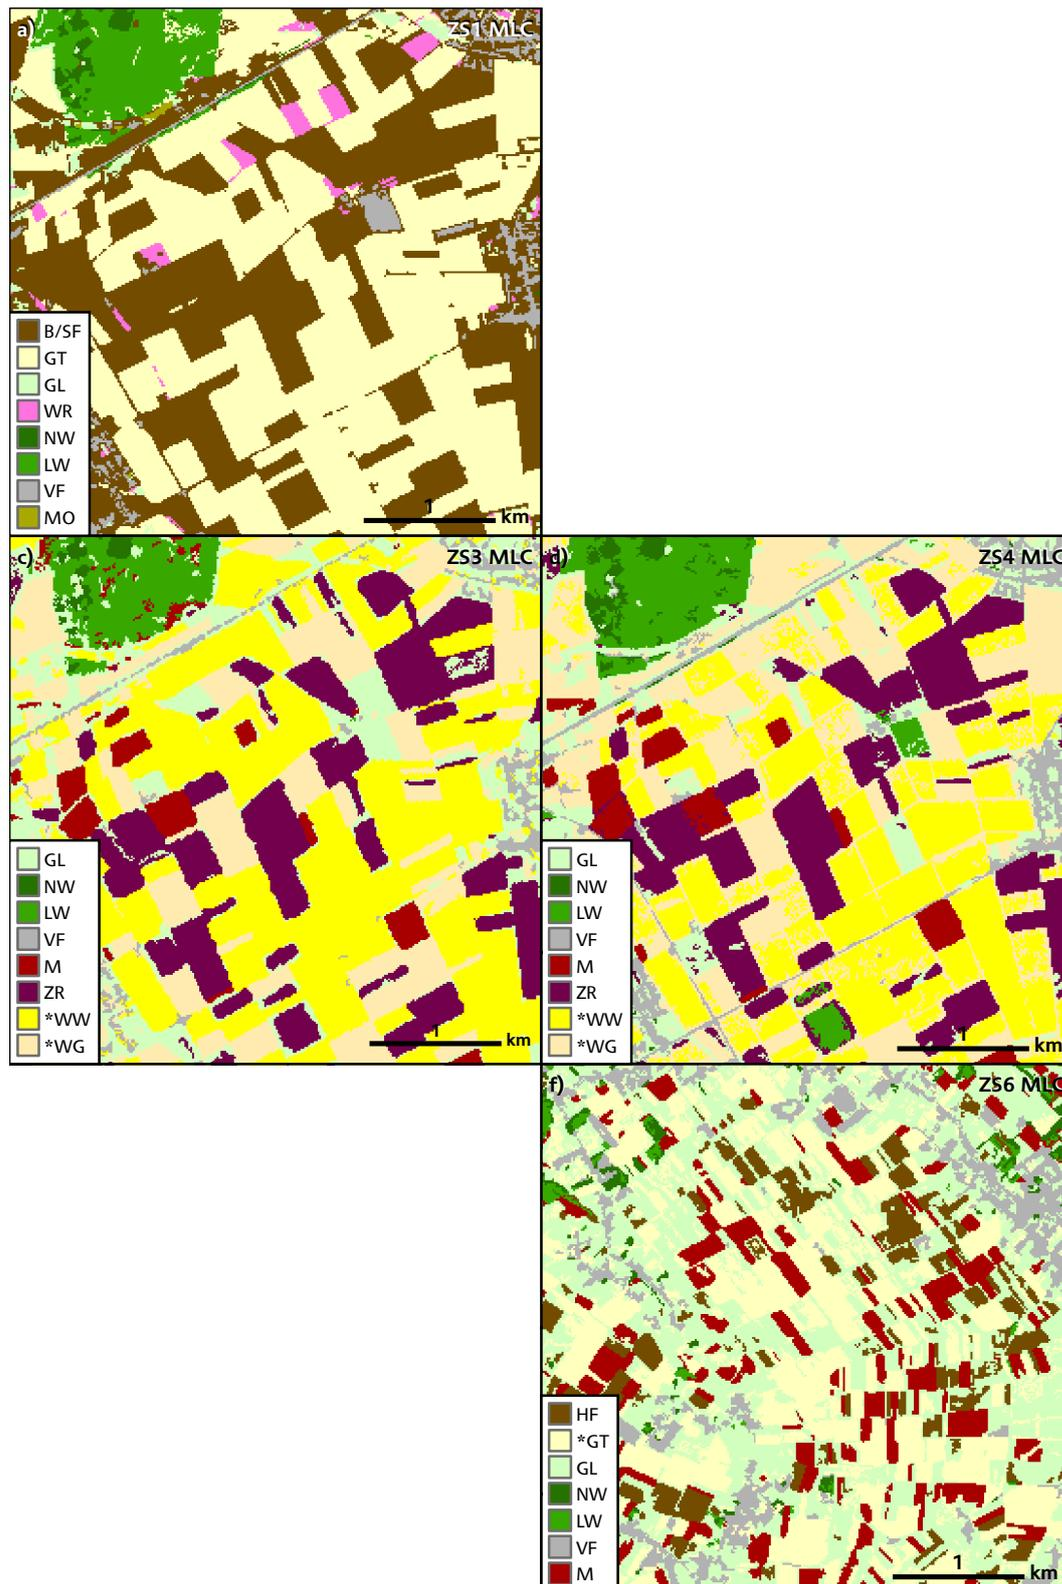 a)
ZS1 MLC
B/SF
GT
GL
WR
NW
LW
VF
MO
1
km
c)
ZS3 MLC
GL
NW
LW
VF
M
ZR
*WW
*WG
1
km
d)
ZS4 MLC
GL
NW
LW
VF
M
ZR
*WW
*WG
1
km
f)
ZS6 MLC
HF
*GT
GL
NW
LW
VF
M
1
km